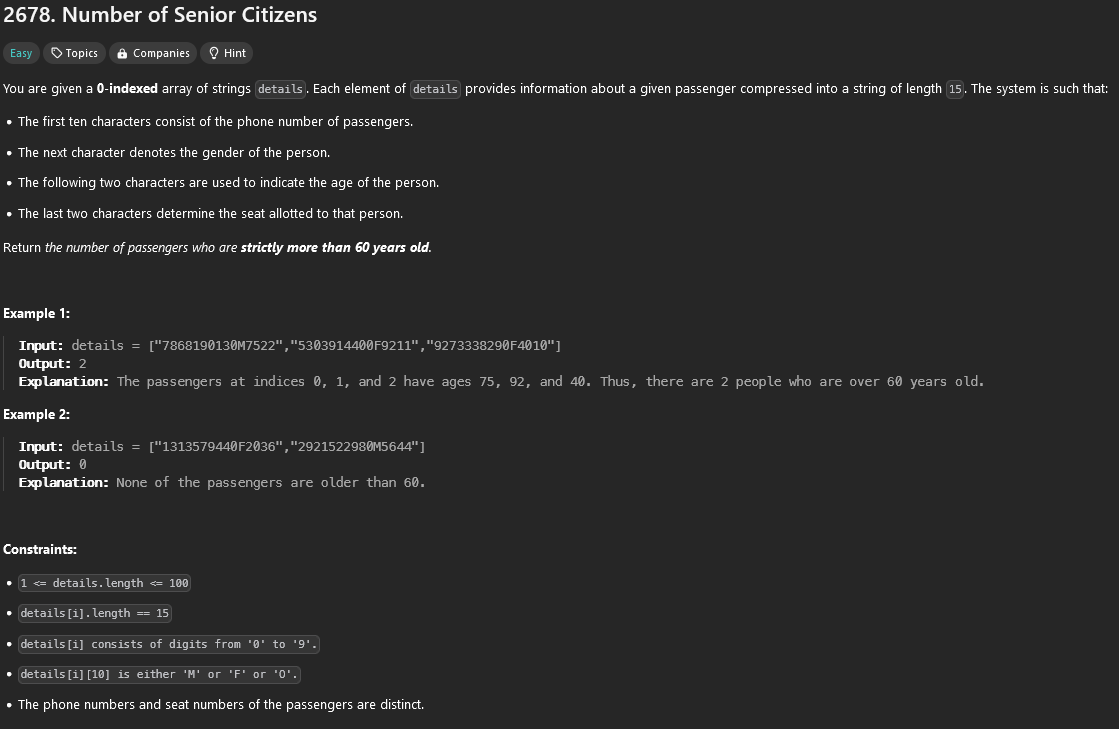 2678. Number of Senior Citizens
Easy Topics Companies Hint
You are given a 0-indexed array of strings details. Each element of details provides information about a given passenger compressed into a string of length 15. The system is such that:
• The first ten characters consist of the phone number of passengers.
• The next character denotes the gender of the person.
• The following two characters are used to indicate the age of the person.
• The last two characters determine the seat allotted to that person.
Return the number of passengers who are strictly more than 60 years old.
Example 1:
Input: details = ["7868190130M7522","5303914400F9211","9273338290F4010"]
Output: 2
Explanation: The passengers at indices 0, 1, and 2 have ages 75, 92, and 40. Thus, there are 2 people who are over 60 years old.
Example 2:
Input: details = ["1313579440F2036","2921522980M5644"]
Output: 0
Explanation: None of the passengers are older than 60.
Constraints:
• 1 <= details.length <= 100
• details[i].length == 15
• details[i] consists of digits from '0' to '9'.
• details[i][10] is either 'M' or 'F' or 'O'.
• The phone numbers and seat numbers of the passengers are distinct.